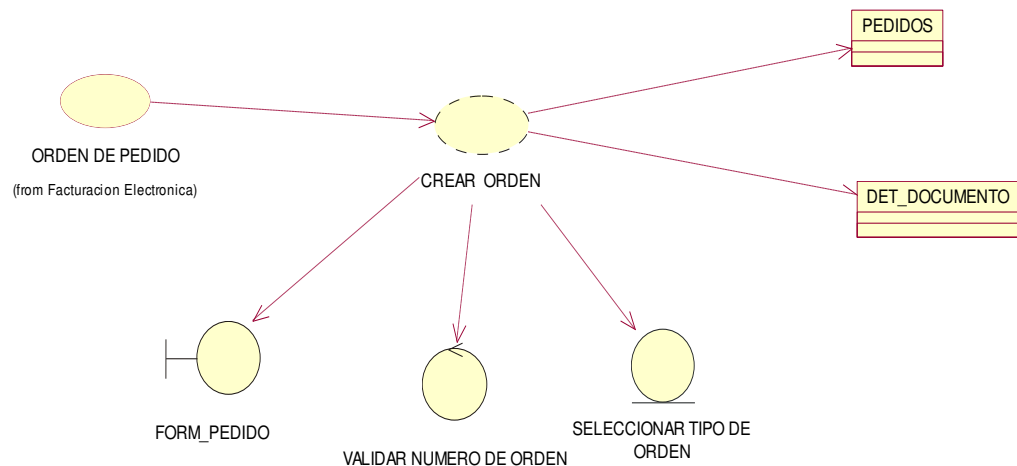 PEDIDOS
ORDEN DE PEDIDO
(from Facturacion Electronica)
CREAR ORDEN
DET_DOCUMENTO
FORM_PEDIDO
VALIDAR NUMERO DE ORDEN
SELECCIONAR TIPO DE
ORDEN